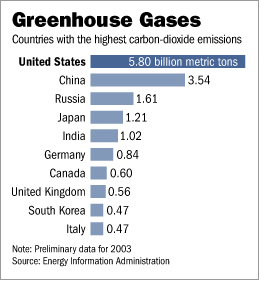 Greenhouse Gases
Countries with the highest carbon-dioxide emissions
United States 5.80 billion metric tons
China 3.54
Russia 1.61
Japan 1.21
India 1.02
Germany 0.84
Canada 0.60
United Kingdom 0.56
South Korea 0.47
Italy 0.47
Note: Preliminary data for 2003
Source: Energy Information Administration